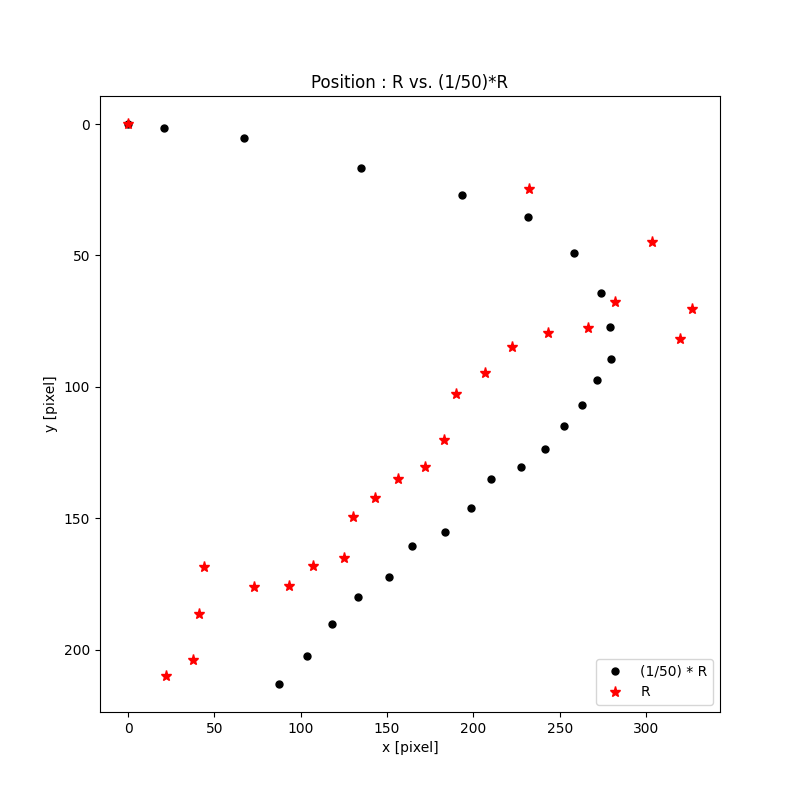 Position : R vs. (1/50)*R
0
50
100
150
200
y [pixel]
0 50 100 150 200 250 300
x [pixel]
(1/50) * R
R